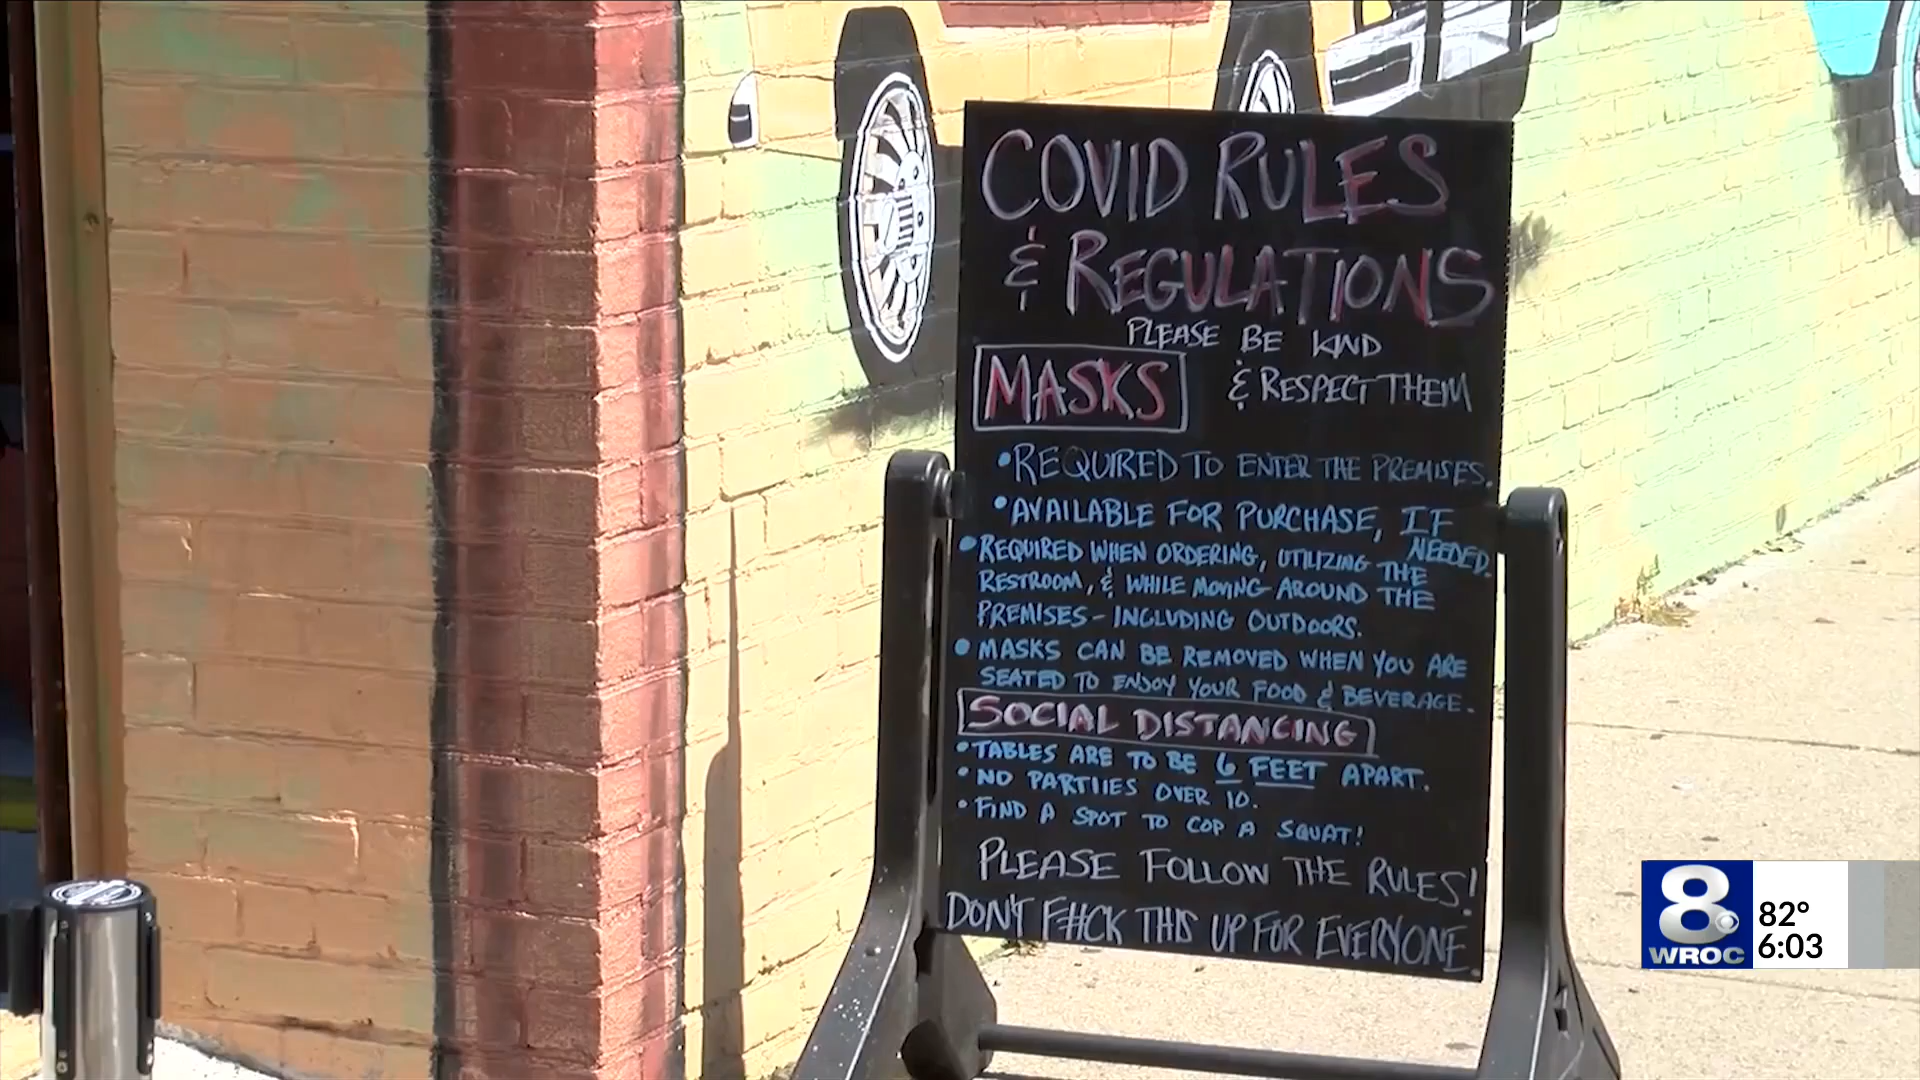 COVID RULES
& REGULATIONS
PLEASE BE KIND
& RESPECT THEM
MASKS
• REQUIRED TO ENTER THE PREMISES.
• AVAILABLE FOR PURCHASE, IF NEEDED.
• REQUIRED WHEN ORDERING, UTILIZING THE
RESTROOM, & WHILE MOVING AROUND THE
PREMISES - INCLUDING OUTDOORS.
• MASKS CAN BE REMOVED WHEN YOU ARE
SEATED TO ENJOY YOUR FOOD & BEVERAGE.
SOCIAL DISTANCING
• TABLES ARE TO BE 6 FEET APART.
• NO PARTIIES OVER 10.
• FIND A SPOT TO COP A SQUAT!
PLEASE FOLLOW THE RULES!
DON'T F#CK THIS UP FOR EVERYONE.
8
WROC
82°
6:03